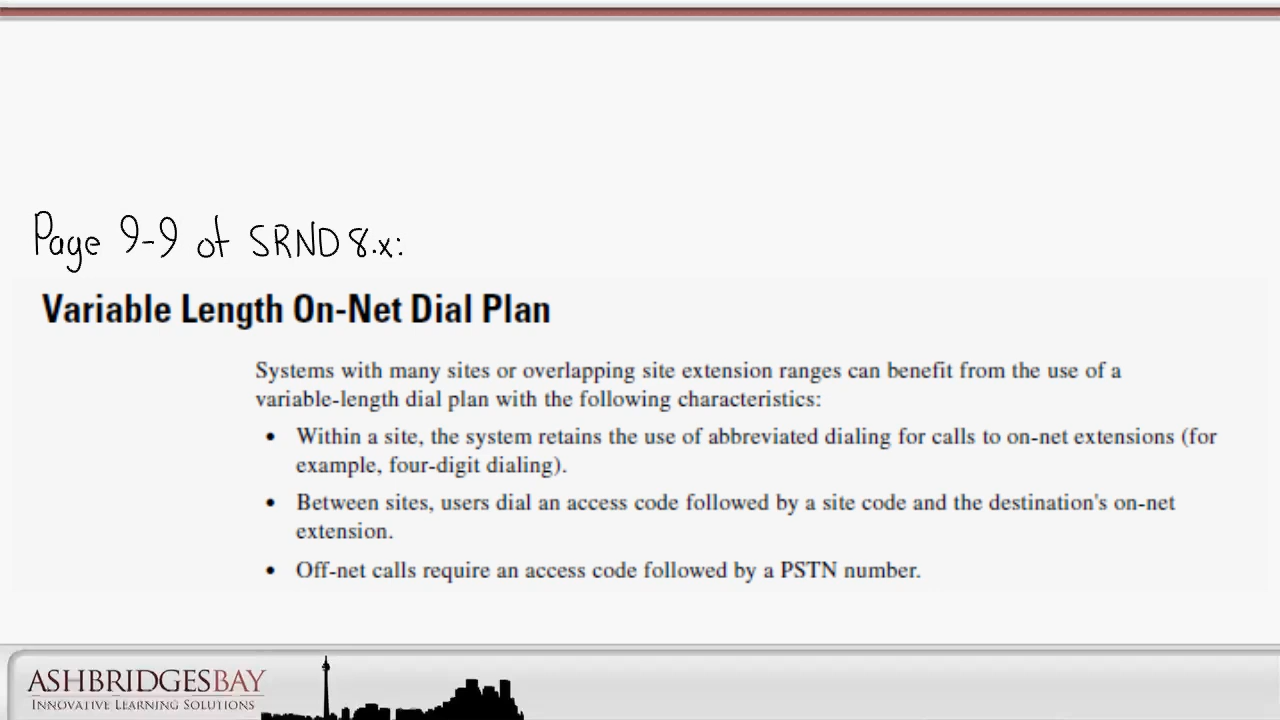 Page 9-9 of SRND 8.x:
Variable Length On-Net Dial Plan
Systems with many sites or overlapping site extension ranges can benefit from the use of a
variable-length dial plan with the following characteristics:
• Within a site, the system retains the use of abbreviated dialing for calls to on-net extensions (for
example, four-digit dialing).
• Between sites, users dial an access code followed by a site code and the destination's on-net
extension.
• Off-net calls require an access code followed by a PSTN number.
ASHBRIDGESBAY
INNOVATIVE LEARNING SOLUTIONS